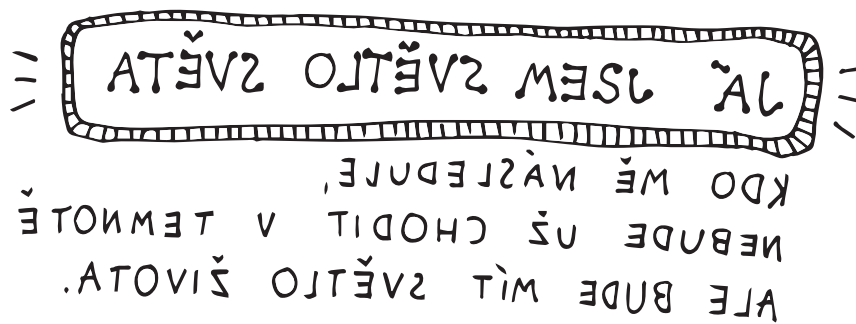 JÁ JSEM SVĚTLO SVĚTA
KDO MĚ NÁSLEDUJE,
NEBUDE UŽ CHODIT V TEMNOTĚ
ALE BUDE MÍT SVĚTLO ŽIVOTA.